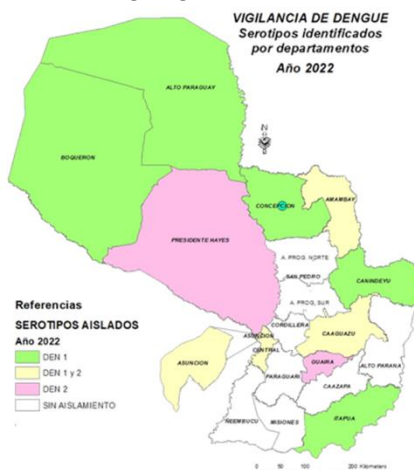 VIGILANCIA DE DENGUE
Serotipos identificados
por departamentos
Año 2022
ALTO PARAGUAY
N
BOQUERON
CONCEPCION
AMAMBAY
PRESIDENTE HAYES
A. PROG. NORTE
SAN PEDRO
CANINDEYU
A. PROG. SUR
Referencias
SEROTIPOS AISLADOS
Año 2022
DEN 1
DEN 1 y 2
DEN 2
SIN AISLAMIENTO
CORDILLERA
CAAGUAZU
ASUNCION
CENTRAL
ASUNCION
GUAIRA
ALTO PARANA
PARAGUARI
CAAZAPA
ÑEEMBUCU
MISIONES
ITAPUA
0 50 100 200 Kilometers